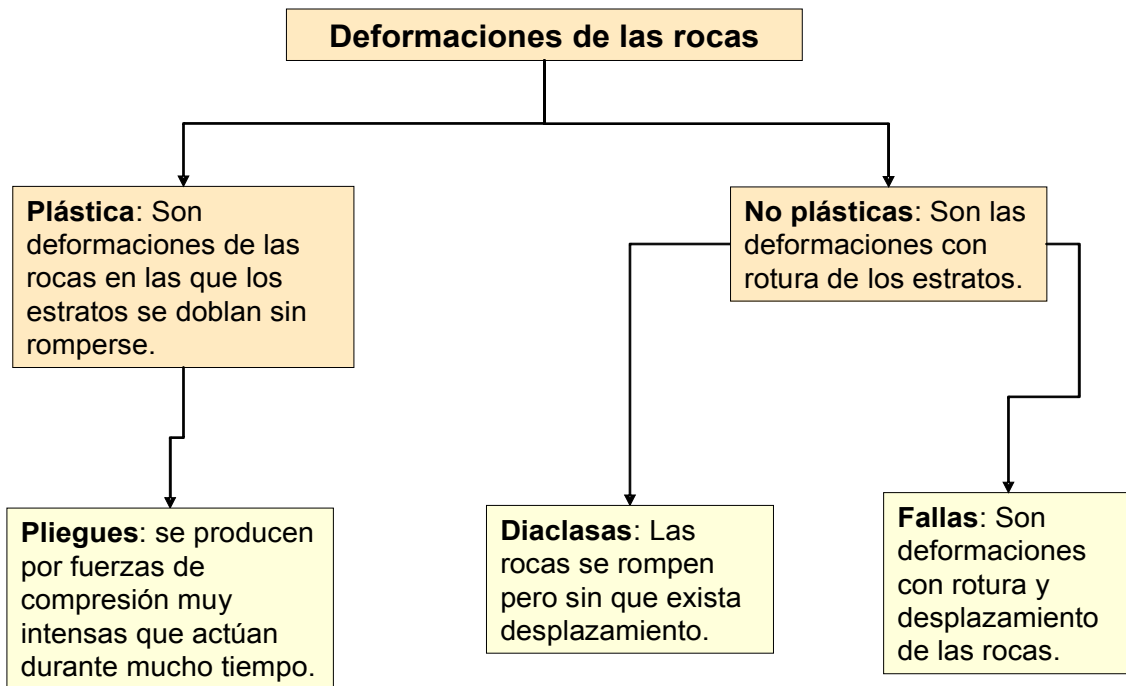 Deformaciones de las rocas
Plástica: Son
deformaciones de las
rocas en las que los
estratos se doblan sin
romperse.
No plásticas: Son las
deformaciones con
rotura de los estratos.
Pliegues: se producen
por fuerzas de
compresión muy
intensas que actúan
durante mucho tiempo.
Diaclasas: Las
rocas se rompen
pero sin que exista
desplazamiento.
Fallas: Son
deformaciones
con rotura y
desplazamiento
de las rocas.